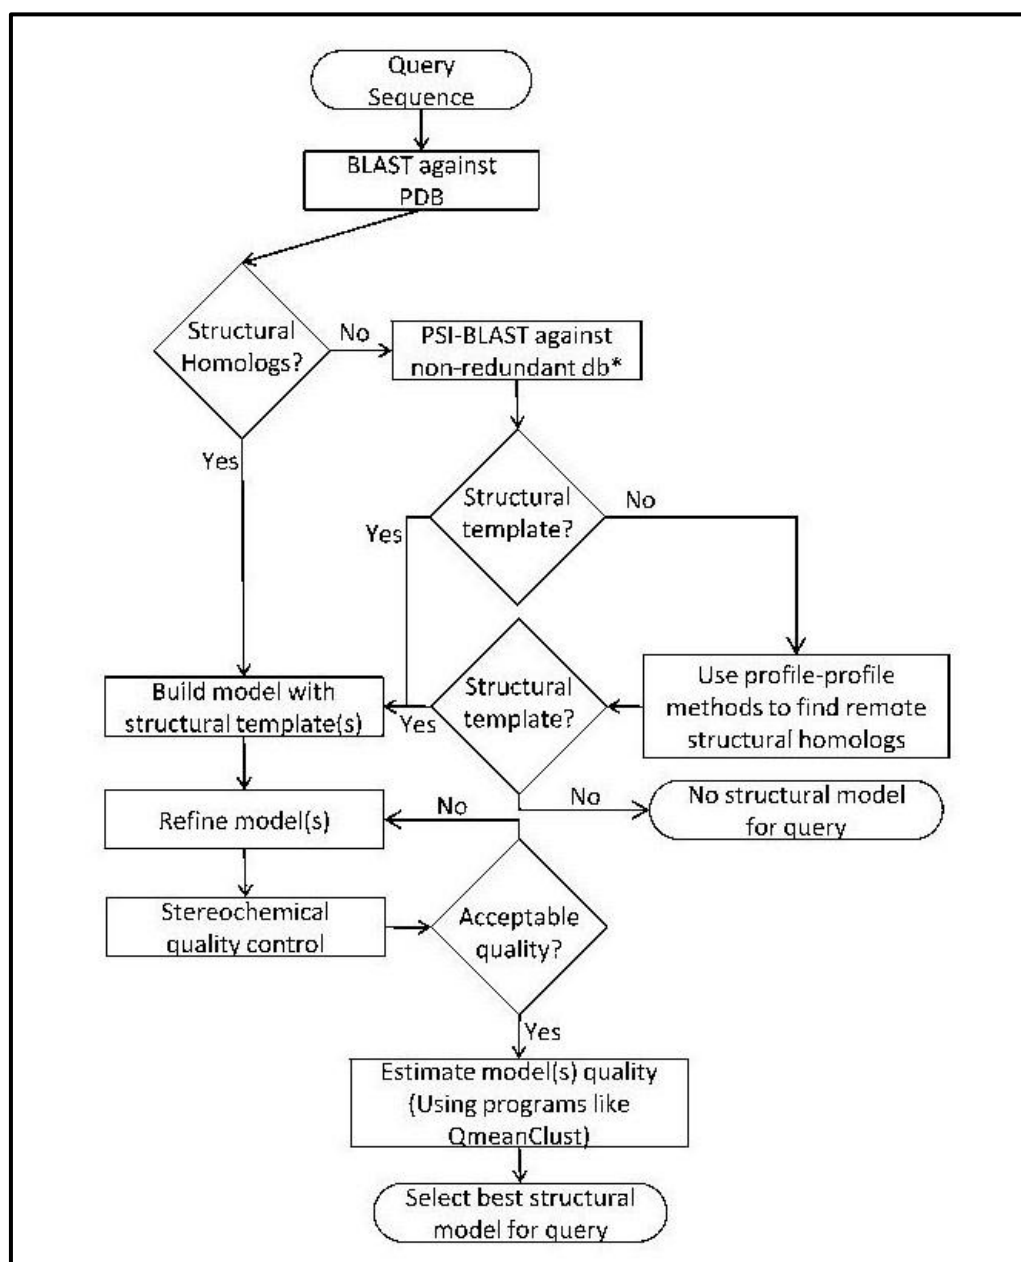 Query
Sequence
BLAST against
PDB
Structural
Homologs?
No
PSI-BLAST against
non-redundant db*
Yes
Structural
template?
No
Yes
Use profile-profile
methods to find remote
structural homologs
Structural
template?
Yes
Build model with
structural template(s)
No
No structural model
for query
Refine model(s)
No
Stereochemical
quality control
Acceptable
quality?
Yes
Estimate model(s) quality
(Using programs like
QmeanClust)
Select best structural
model for query